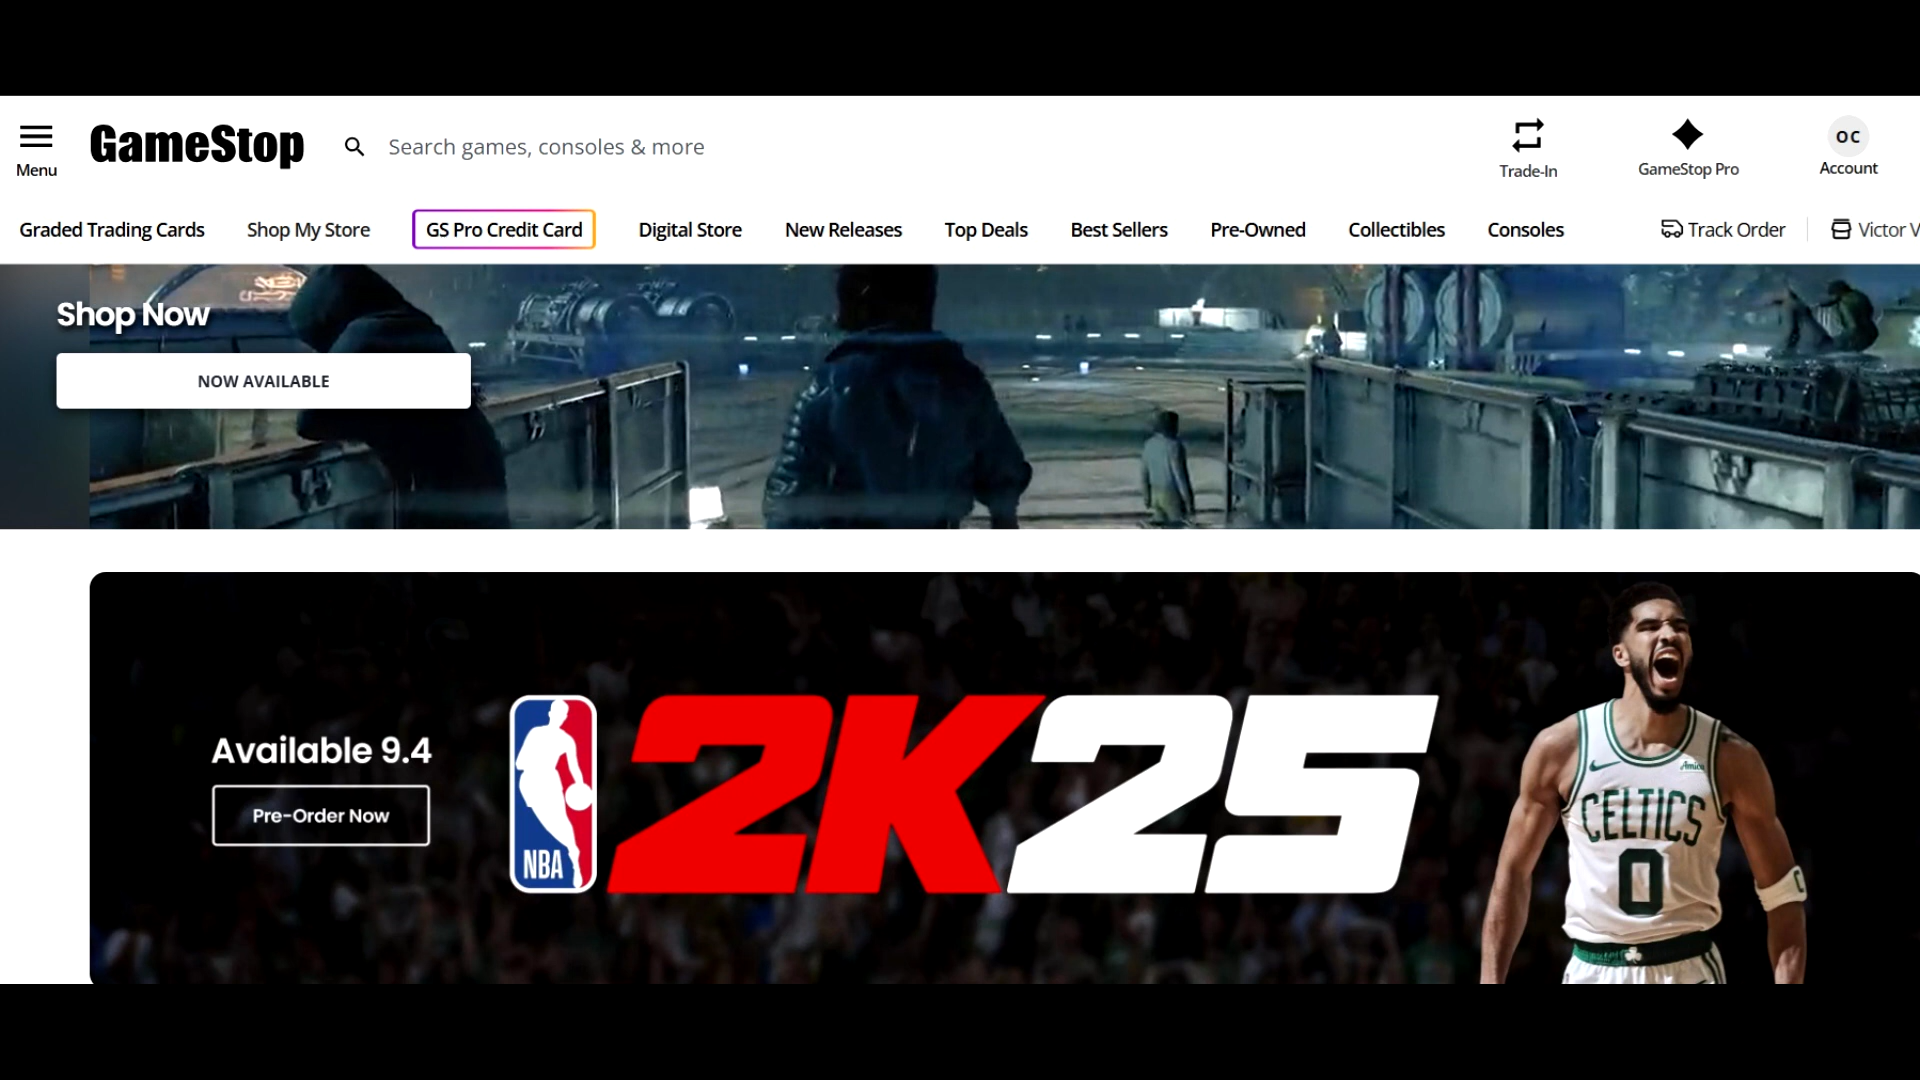 Menu
GameStop
Search games, consoles & more
Trade-In
GameStop Pro
OC
Account
Graded Trading Cards
Shop My Store
GS Pro Credit Card
Digital Store
New Releases
Top Deals
Best Sellers
Pre-Owned
Collectibles
Consoles
Track Order
Victor V
Shop Now
NOW AVAILABLE
Available 9.4
Pre-Order Now
NBA
2K25
Amica
CELTICS
0